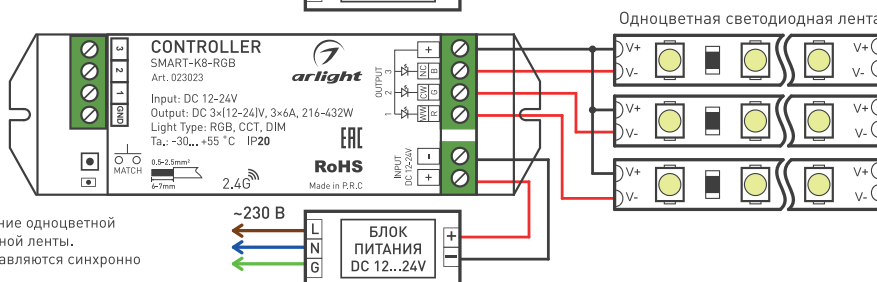 Одноцветная светодиодная лента
CONTROLLER
SMART-K8-RGB
Art. 023023
Input: DC 12-24V
Output: DC 3×(12-24)V, 3×6A, 216-432W
Light Type: RGB, CCT, DIM
Ta.: -30... +55 °C IP20
MATCH
0.5-2.5mm²
6-7mm
2.4G
arlight
EAC
RoHS
Made in P.R.C
3
2
1
GND
OUTPUT
+
3 NC B
2 CW G
1 WW R
INPUT
DC 12-24V
-
+
V+
V-
V+
V-
V+
V-
V+
V-
V+
V-
V+
V-
ние одноцветной
ной ленты.
авляются синхронно
~230 В
L
N
G
БЛОК
ПИТАНИЯ
DC 12...24V
+
-